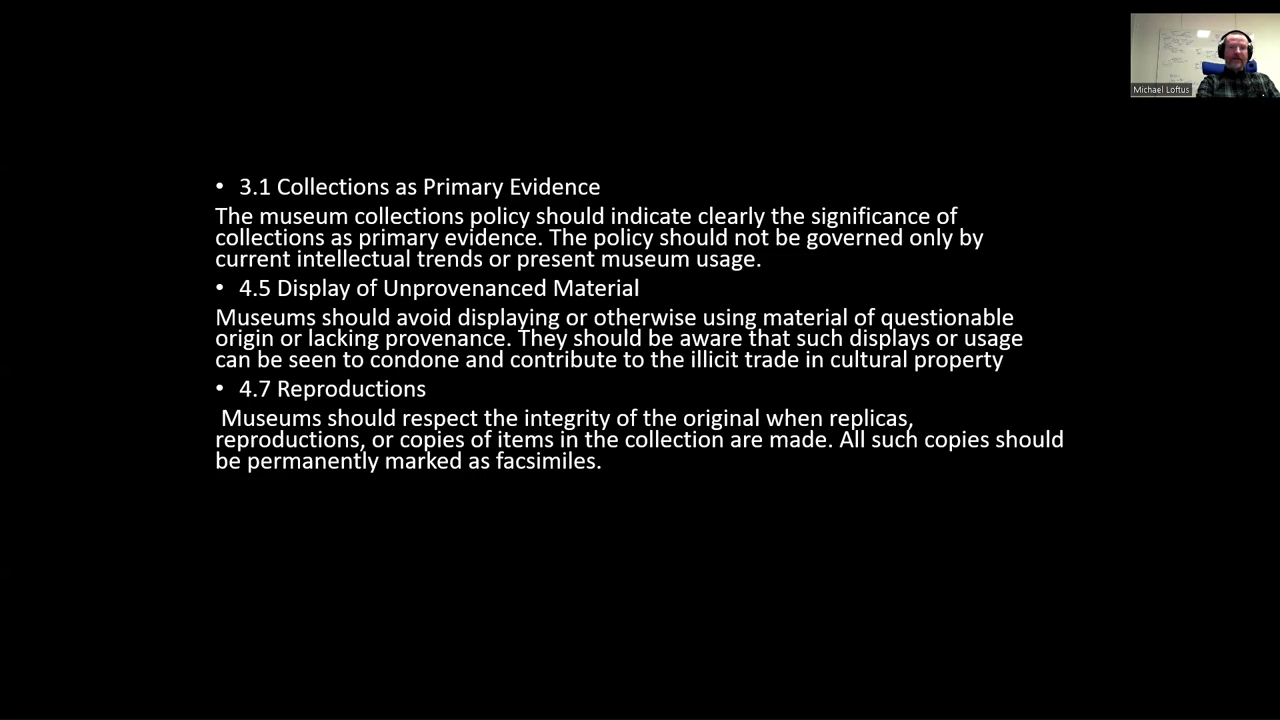 Michael Loftus
• 3.1 Collections as Primary Evidence
The museum collections policy should indicate clearly the significance of
collections as primary evidence. The policy should not be governed only by
current intellectual trends or present museum usage.
• 4.5 Display of Unprovenanced Material
Museums should avoid displaying or otherwise using material of questionable
origin or lacking provenance. They should be aware that such displays or usage
can be seen to condone and contribute to the illicit trade in cultural property
• 4.7 Reproductions
Museums should respect the integrity of the original when replicas,
reproductions, or copies of items in the collection are made. All such copies should
be permanently marked as facsimiles.